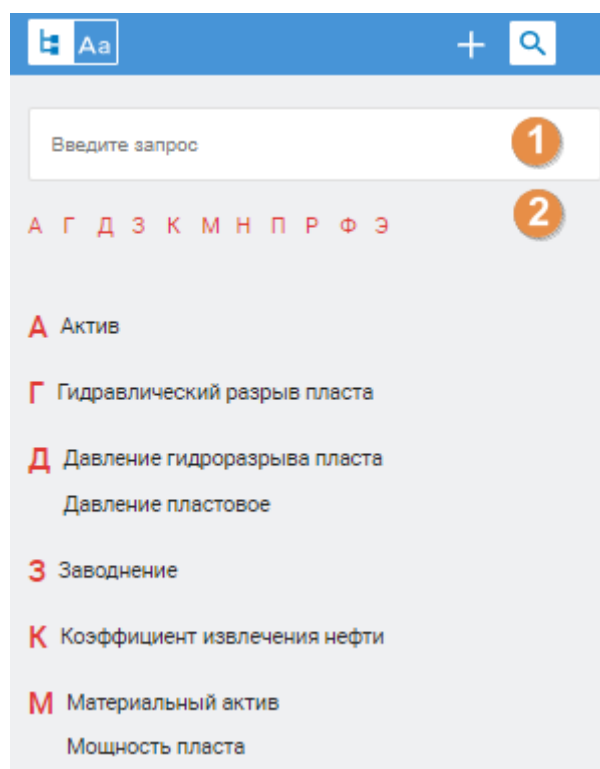 Aa
Введите запрос 1
2
А Г Д З К М Н П Р Ф Э
А Актив
Г Гидравлический разрыв пласта
Д Давление гидроразрыва пласта
Давление пластовое
З Заводнение
К Коэффициент извлечения нефти
М Материальный актив
Мощность пласта